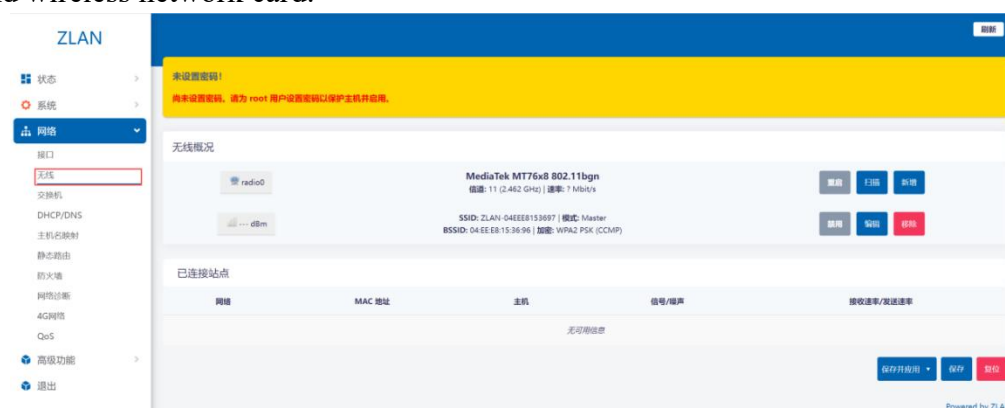 ZLAN
刷新
状态
系统
网络
接口
无线
交换机
DHCP/DNS
主机名映射
静态路由
防火墙
网络诊断
4G网络
QoS
高级功能
退出
未设置密码!
尚未设置密码。请为 root 用户设置密码以保护主机并启用。
无线概况
radio0
MediaTek MT76x8 802.11bgn
信道: 11 (2.462 GHz) | 速率: ? Mbit/s
重启 扫描 新增
--- dBm
SSID: ZLAN-04EEE8153697 | 模式: Master
BSSID: 04:EE:E8:15:36:96 | 加密: WPA2 PSK (CCMP)
禁用 编辑 移除
已连接站点
网络 MAC 地址 主机 信号/噪声 接收速率/发送速率
无可用信息
保存并应用 保存 复位
Powered by ZLA